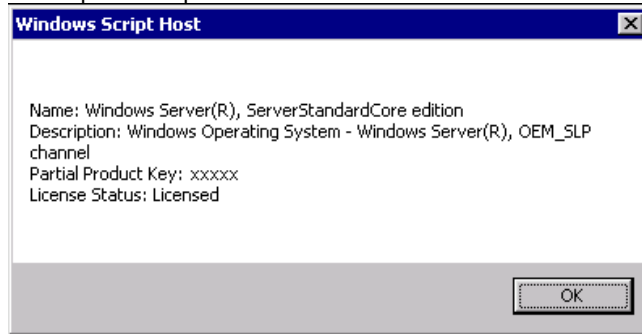 Windows Script Host
Name: Windows Server(R), ServerStandardCore edition
Description: Windows Operating System - Windows Server(R), OEM_SLP
channel
Partial Product Key: xxxxx
License Status: Licensed
OK